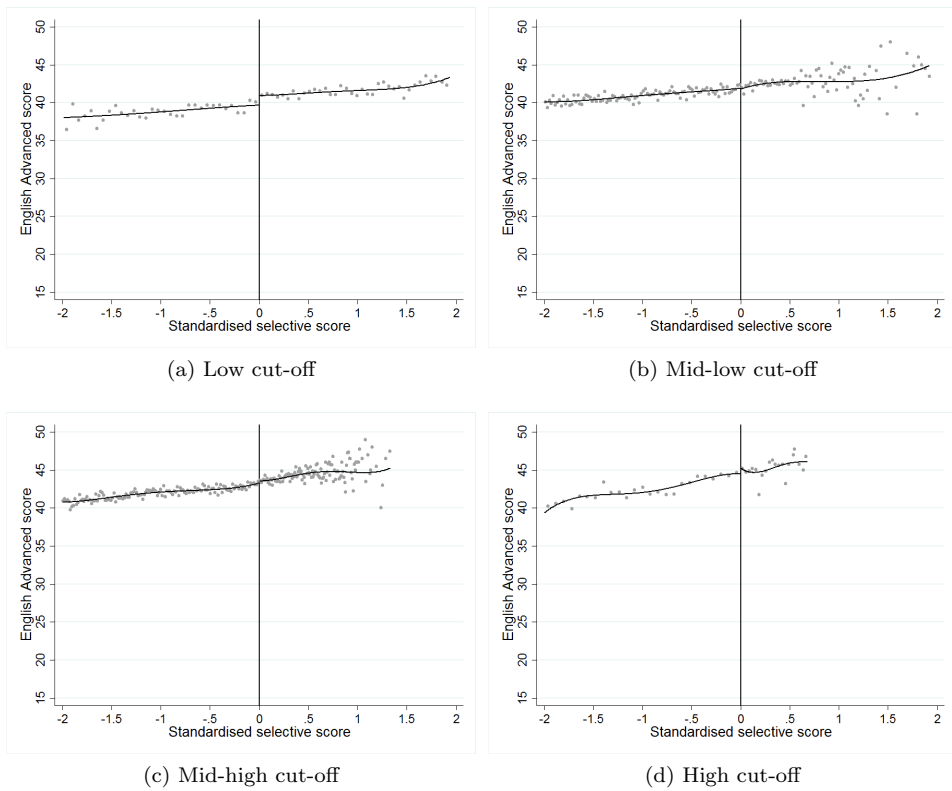 50
45
40
35
30
25
20
15
English Advanced score
-2 -1.5 -1 -.5 0 .5 1 1.5 2
Standardised selective score
(a) Low cut-off
50
45
40
35
30
25
20
15
English Advanced score
-2 -1.5 -1 -.5 0 .5 1 1.5 2
Standardised selective score
(b) Mid-low cut-off
50
45
40
35
30
25
20
15
English Advanced score
-2 -1.5 -1 -.5 0 .5 1 1.5 2
Standardised selective score
(c) Mid-high cut-off
50
45
40
35
30
25
20
15
English Advanced score
-2 -1.5 -1 -.5 0 .5 1 1.5 2
Standardised selective score
(d) High cut-off